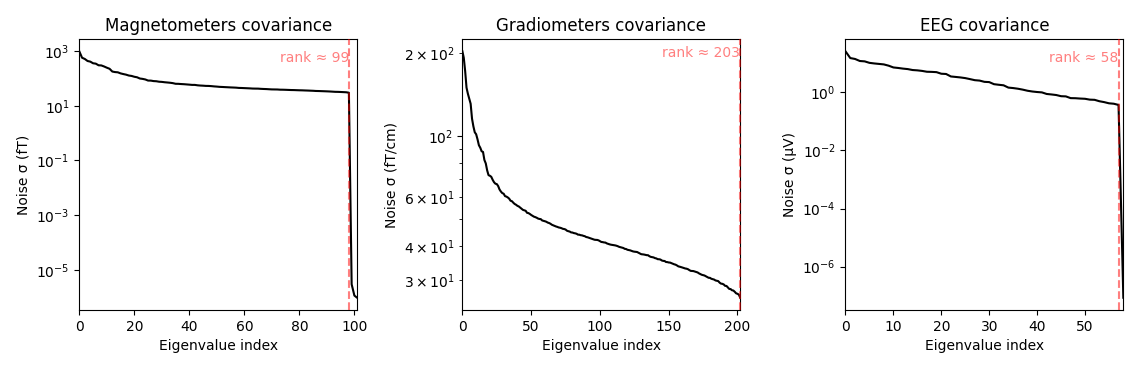 Magnetometers covariance
Noise σ (fT)
10³
10¹
10⁻¹
10⁻³
10⁻⁵
rank ≈ 99
0 20 40 60 80 100
Eigenvalue index
Gradiometers covariance
Noise σ (fT/cm)
2 × 10²
10²
6 × 10¹
4 × 10¹
3 × 10¹
rank ≈ 203
0 50 100 150 200
Eigenvalue index
EEG covariance
Noise σ (µV)
10⁰
10⁻²
10⁻⁴
10⁻⁶
rank ≈ 58
0 10 20 30 40 50
Eigenvalue index